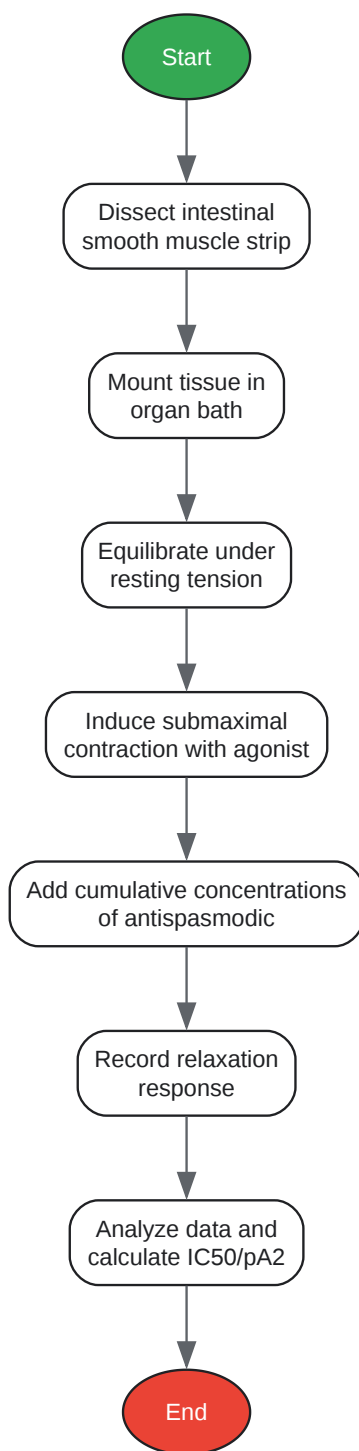 Start
Dissect intestinal
smooth muscle strip
Mount tissue in
organ bath
Equilibrate under
resting tension
Induce submaximal
contraction with agonist
Add cumulative concentrations
of antispasmodic
Record relaxation
response
Analyze data and
calculate IC50/pA2
End